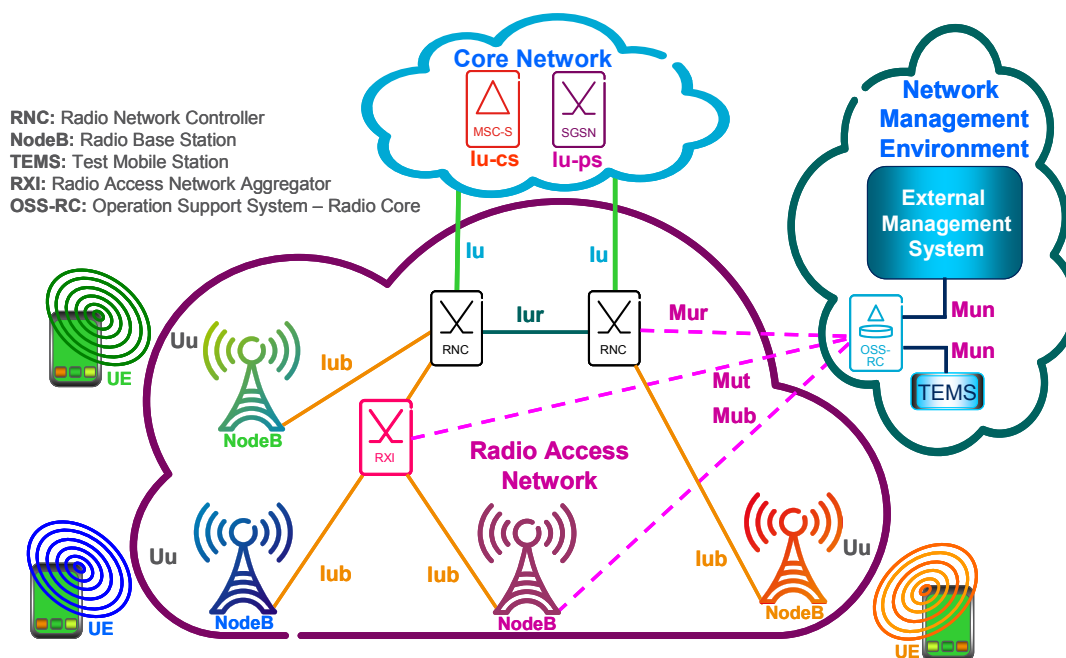 Core Network
MSC-S
SGSN
Iu-cs
Iu-ps
Network
Management
Environment
External
Management
System
RNC: Radio Network Controller
NodeB: Radio Base Station
TEMS: Test Mobile Station
RXI: Radio Access Network Aggregator
OSS-RC: Operation Support System – Radio Core
Iu
Iu
Uu
UE
Iub
NodeB
RNC
Iur
RNC
Mur
OSS-
RC
Mun
Mun
TEMS
Mut
Mub
RXI
Radio Access
Network
Uu
UE
Iub
NodeB
Iub
NodeB
Iub
NodeB
Uu
UE